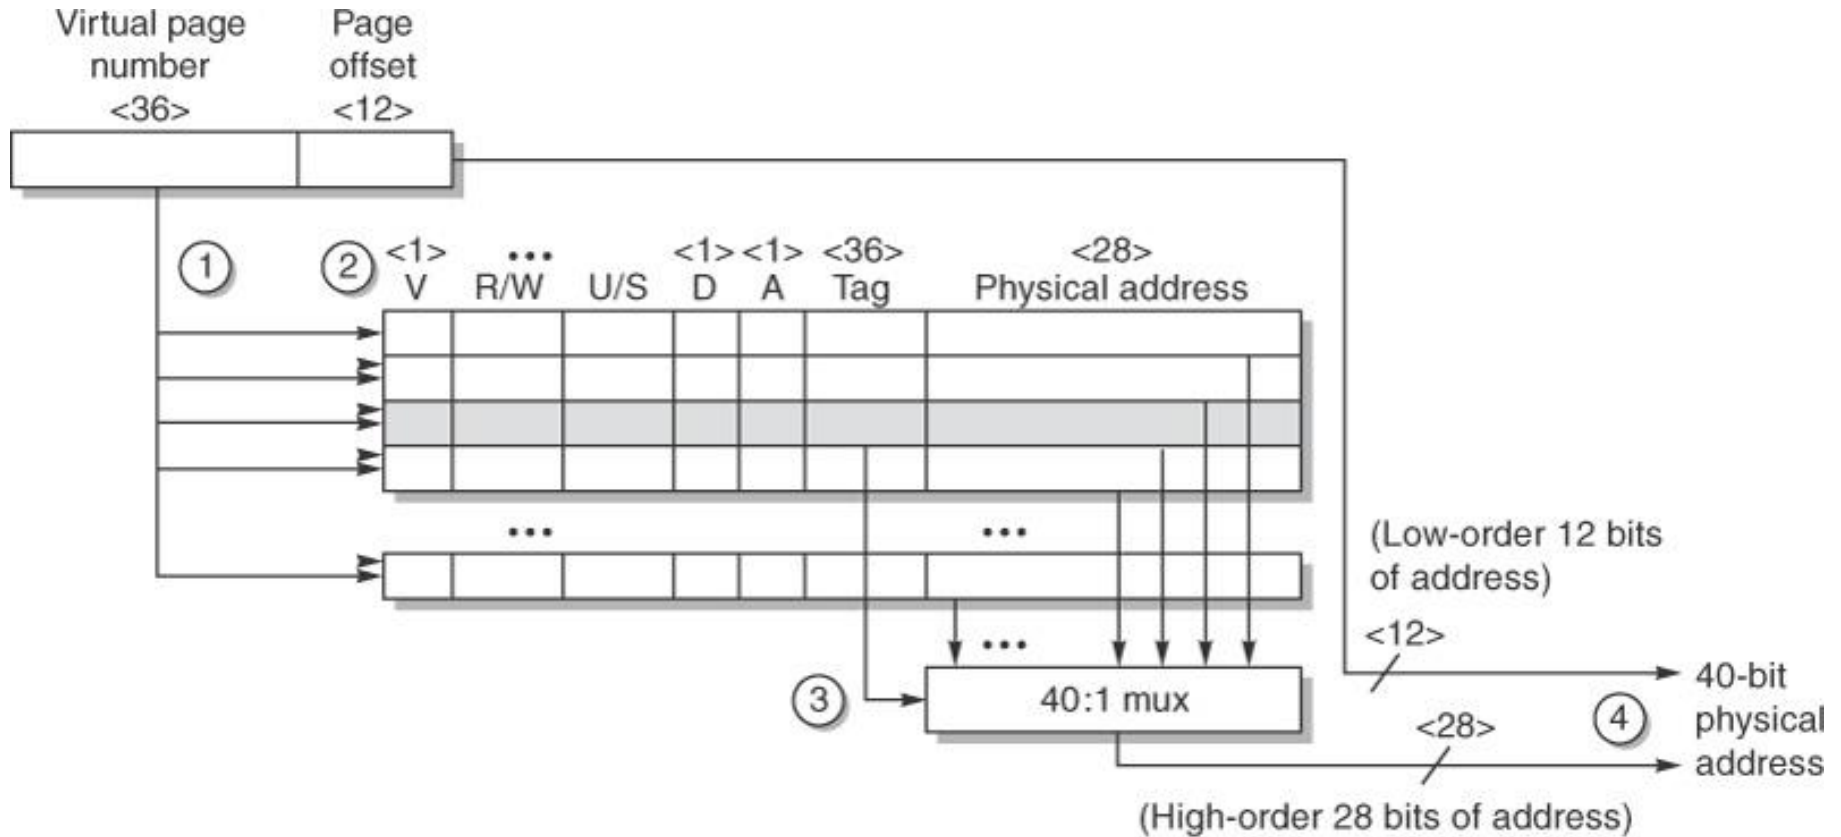 Virtual page number <36>
Page offset <12>
1
2
<1> ... <1> <1> <36> <28>
V R/W U/S D A Tag Physical address
... ...
(Low-order 12 bits
of address)
...
<12>
3
40:1 mux
<28>
4
40-bit
physical
address
(High-order 28 bits of address)